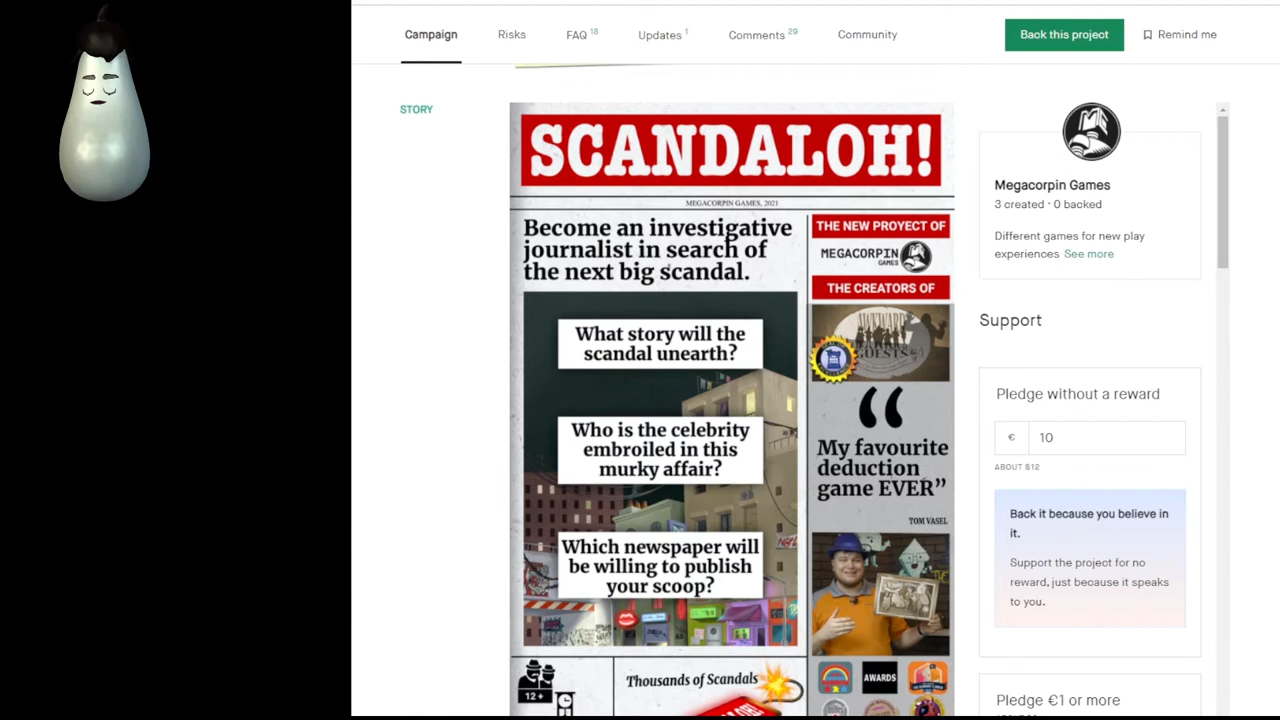 Campaign
Risks
FAQ 18
Updates 1
Comments 29
Community
Back this project
Remind me
STORY
SCANDALOH!
MEGACORPIN GAMES, 2021
Become an investigative
journalist in search of
the next big scandal.
What story will the
scandal unearth?
Who is the celebrity
embroiled in this
murky affair?
Which newspaper will
be willing to publish
your scoop?
12+
Thousands of Scandals
THE NEW PROYECT OF
MEGACORPIN
GAMES
THE CREATORS OF
AWKWARD
GUESTS
“
My favourite
deduction
game EVER”
TOM VASEL
AWARDS
Megacorpin Games
3 created · 0 backed
Different games for new play
experiences See more
Support
Pledge without a reward
€ 10
ABOUT $12
Back it because you believe in
it.
Support the project for no
reward, just because it speaks
to you.
Pledge €1 or more